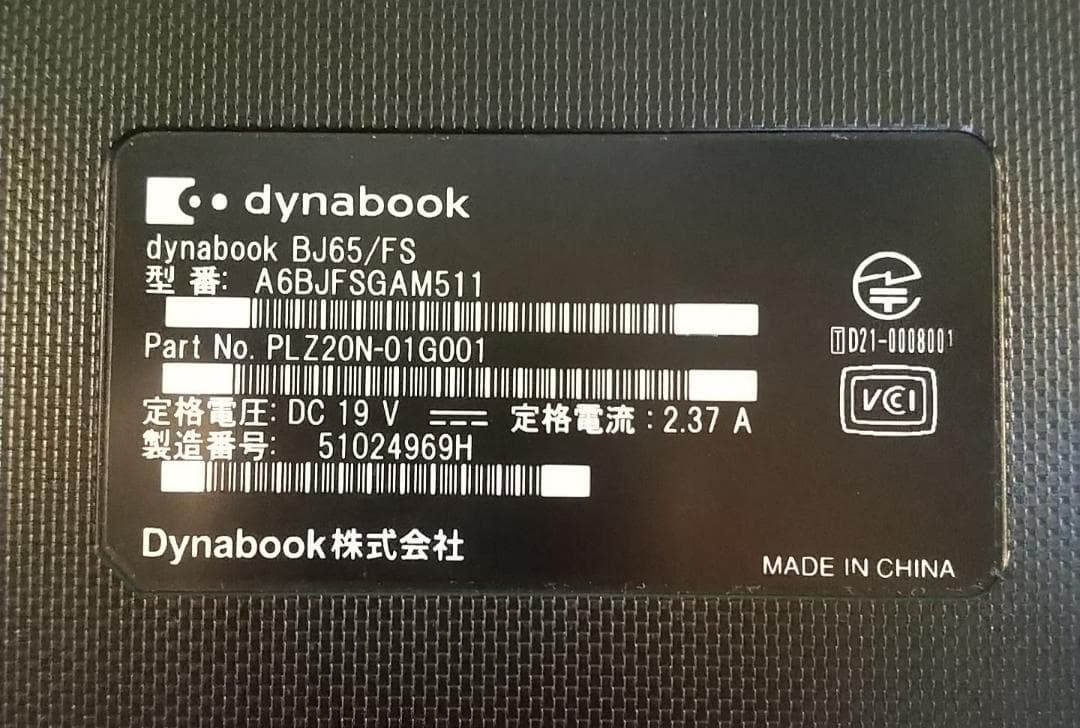 dynabook
dynabook BJ65/FS
型 番: A6BJFSGAM511
Part No. PLZ20N-01G001
定格電圧: DC 19 V ⎓ 定格電流 : 2.37 A
製造番号: 51024969H
Dynabook株式会社
T D21-0008001
VCCI
MADE IN CHINA